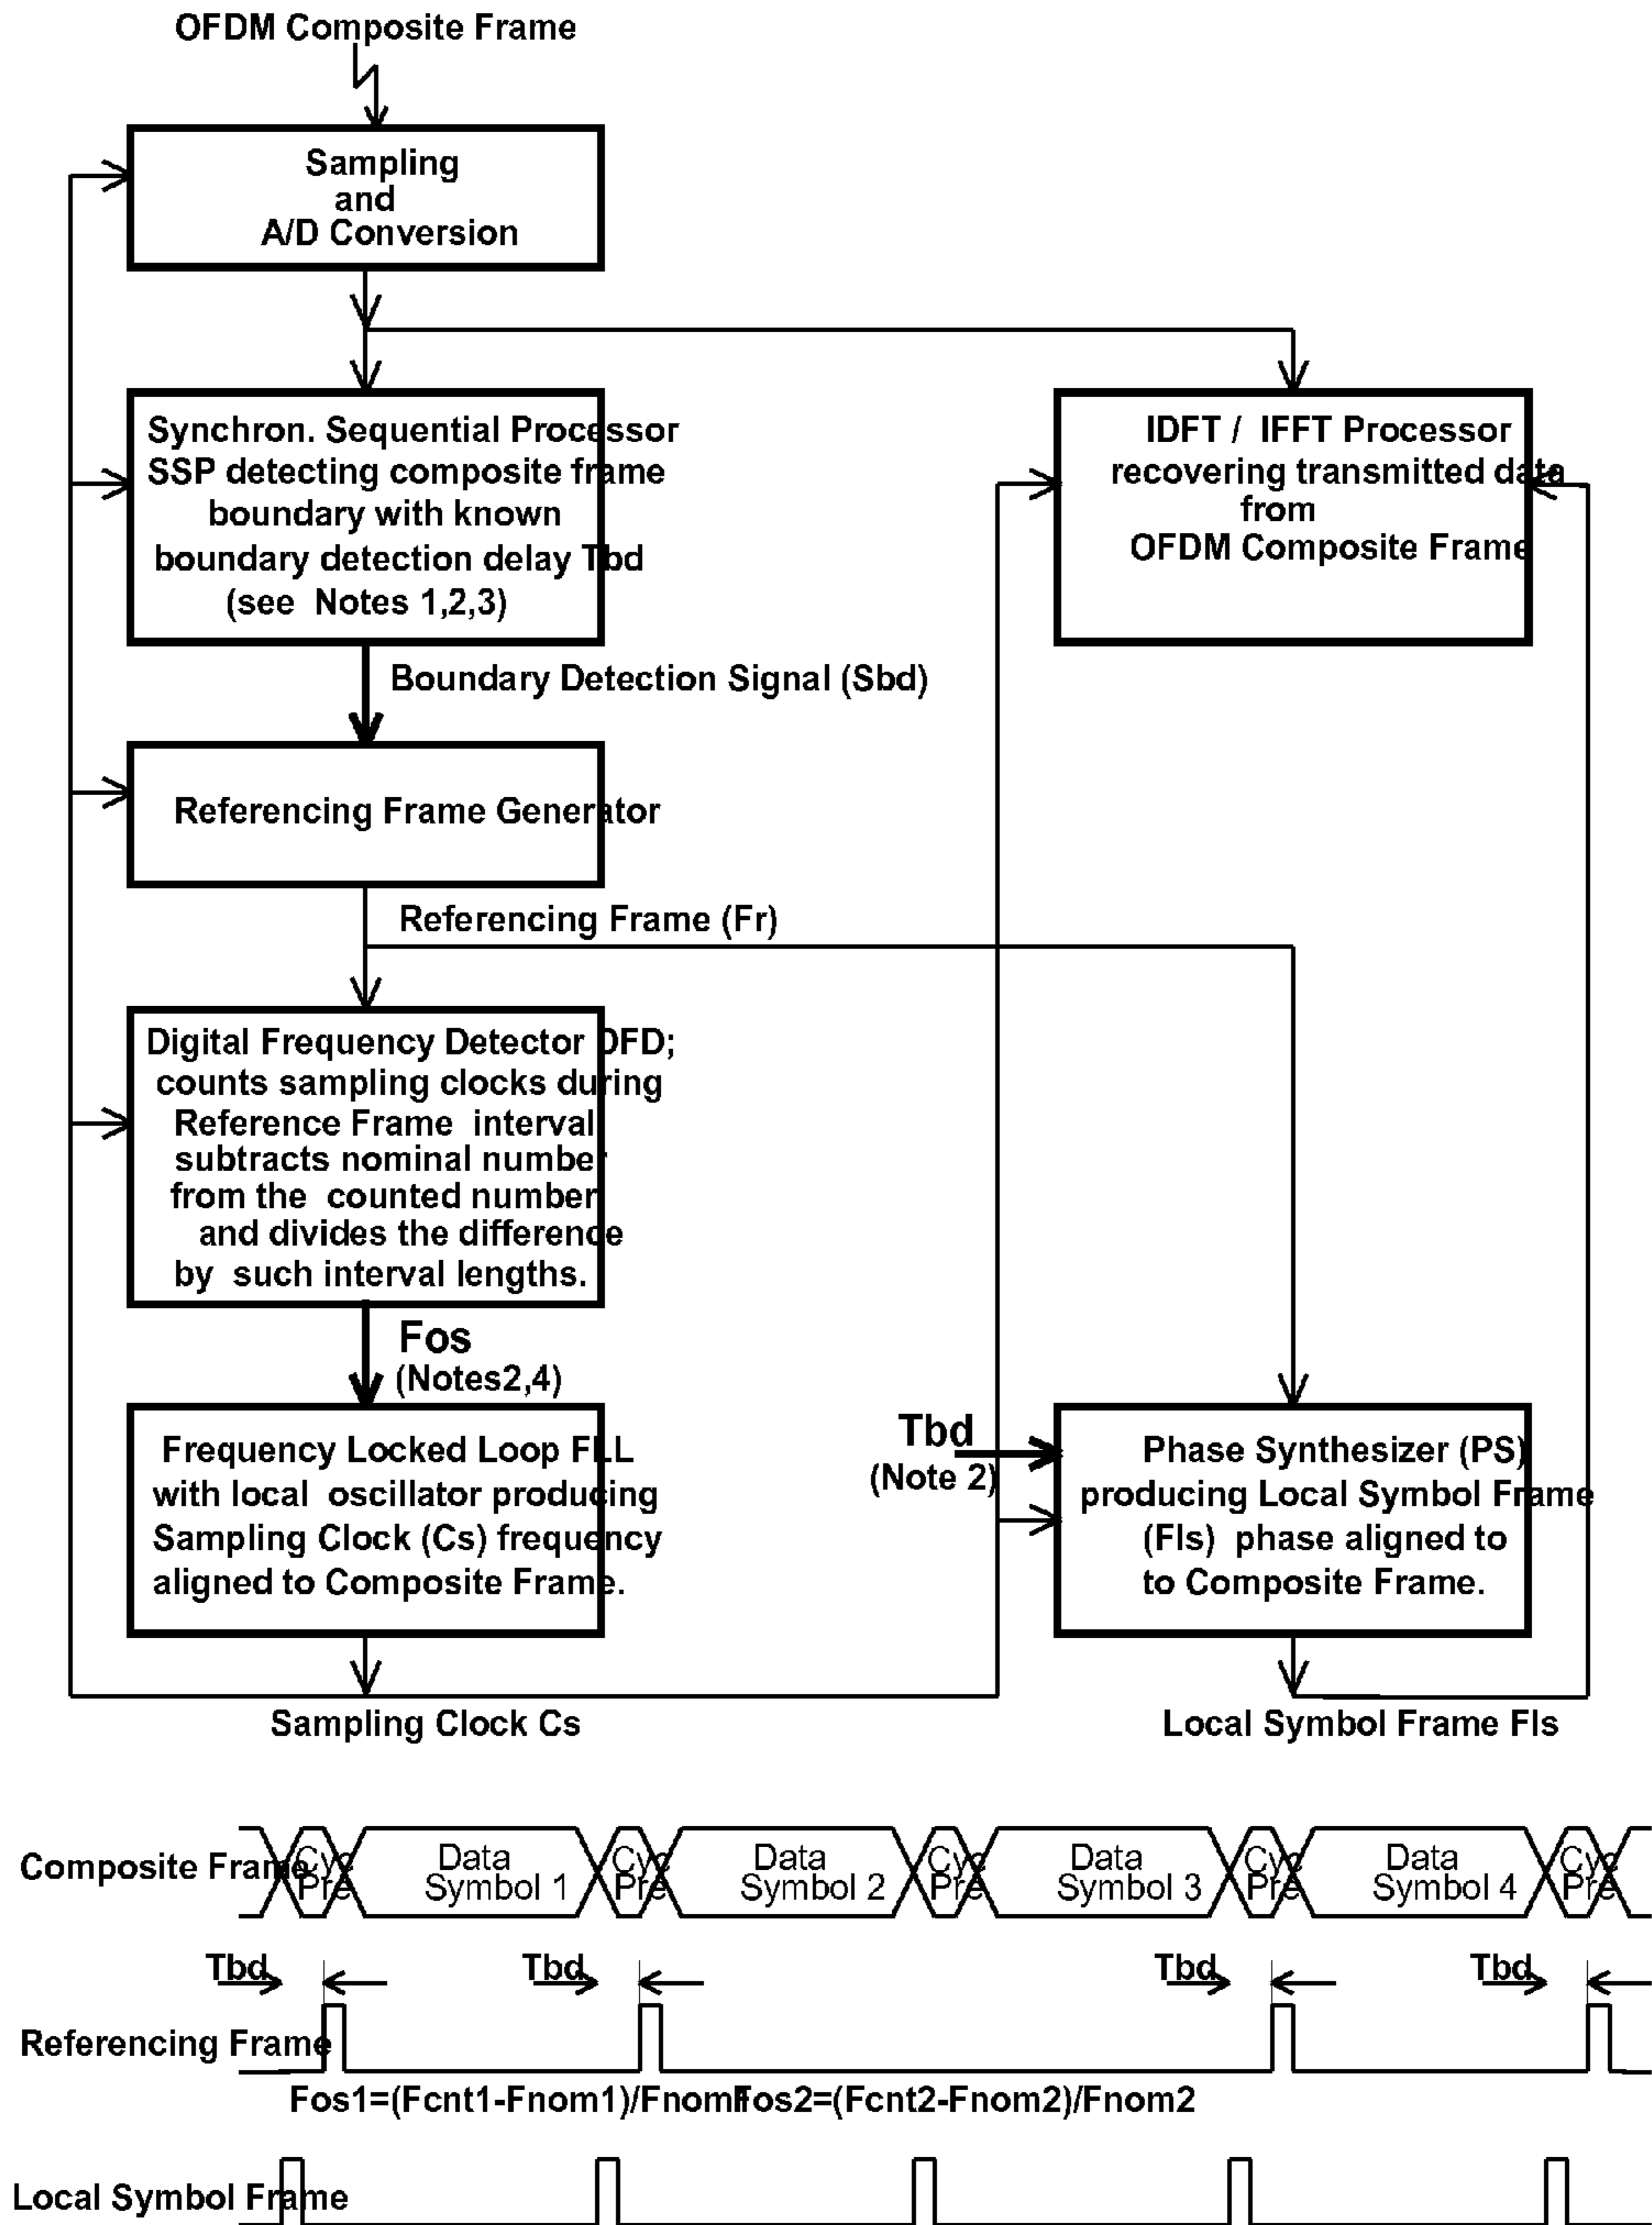 OFDM Composite Frame
Sampling
and
A/D Conversion
Synchron. Sequential Processor
SSP detecting composite frame
boundary with known
boundary detection delay Tbd
(see Notes 1,2,3)
IDFT / IFFT Processor
recovering transmitted data
from
OFDM Composite Frame
Boundary Detection Signal (Sbd)
Referencing Frame Generator
Referencing Frame (Fr)
Digital Frequency Detector DFD;
counts sampling clocks during
Reference Frame interval
subtracts nominal number
from the counted number
and divides the difference
by such interval lengths.
Fos
(Notes2,4)
Frequency Locked Loop FLL
with local oscillator producing
Sampling Clock (Cs) frequency
aligned to Composite Frame.
Tbd
(Note 2)
Phase Synthesizer (PS)
producing Local Symbol Frame
(Fls) phase aligned to
to Composite Frame.
Sampling Clock Cs
Local Symbol Frame Fls
Composite Frame
Cyc
Pre
Data
Symbol 1
Cyc
Pre
Data
Symbol 2
Cyc
Pre
Data
Symbol 3
Cyc
Pre
Data
Symbol 4
Cyc
Pre
Tbd
Tbd
Tbd
Tbd
Referencing Frame
Fos1=(Fcnt1-Fnom1)/Fnom1
Fos2=(Fcnt2-Fnom2)/Fnom2
Local Symbol Frame